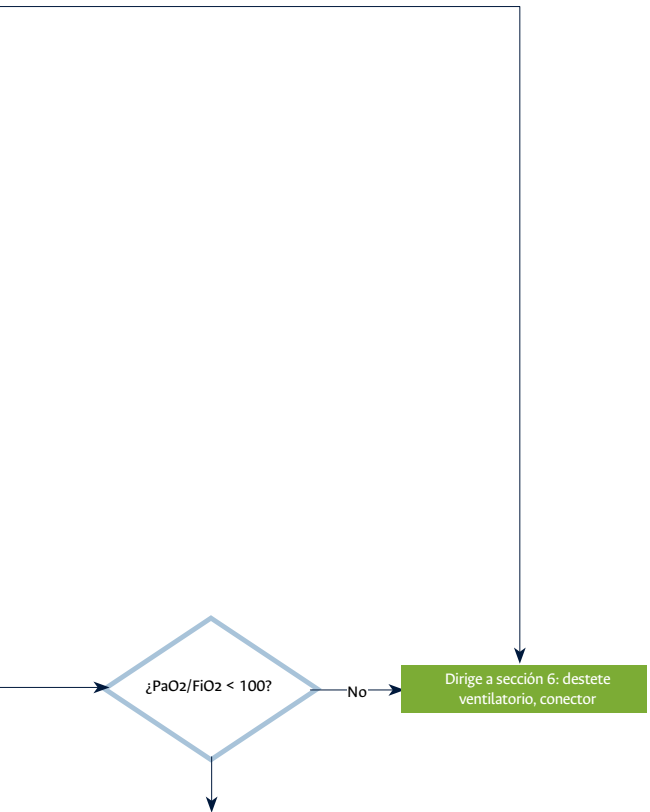 ¿PaO2/FiO2 < 100?
No
Dirige a sección 6: destete
ventilatorio, conector